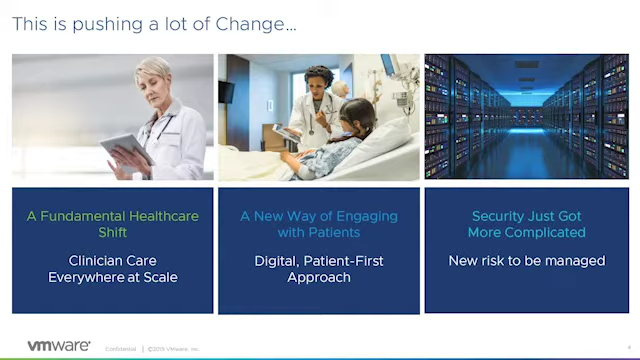 This is pushing a lot of Change...
A Fundamental Healthcare
Shift
Clinician Care
Everywhere at Scale
A New Way of Engaging
with Patients
Digital, Patient-First
Approach
Security Just Got
More Complicated
New risk to be managed
vmware®
Confidential | ©2019 VMware, Inc.